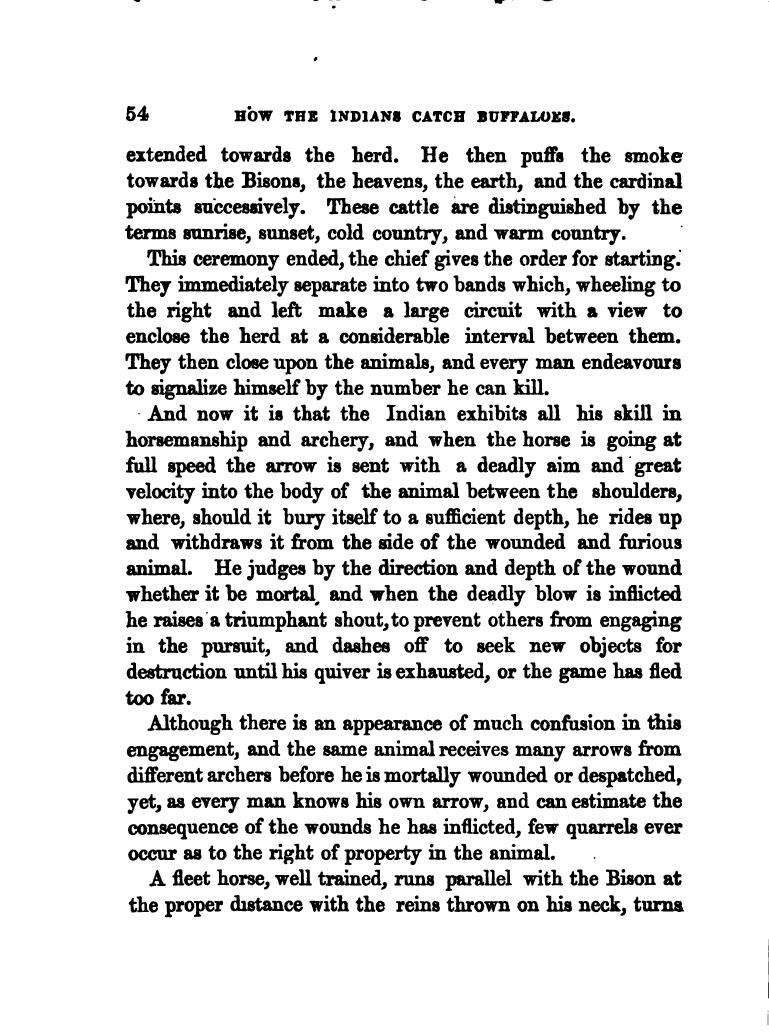 54 HOW THE INDIANS CATCH BUFFALOES.
extended towards the herd. He then puffs the smoke
towards the Bisons, the heavens, the earth, and the cardinal
points successively. These cattle are distinguished by the
terms sunrise, sunset, cold country, and warm country.
This ceremony ended, the chief gives the order for starting.
They immediately separate into two bands which, wheeling to
the right and left make a large circuit with a view to
enclose the herd at a considerable interval between them.
They then close upon the animals, and every man endeavours
to signalize himself by the number he can kill.
And now it is that the Indian exhibits all his skill in
horsemanship and archery, and when the horse is going at
full speed the arrow is sent with a deadly aim and great
velocity into the body of the animal between the shoulders,
where, should it bury itself to a sufficient depth, he rides up
and withdraws it from the side of the wounded and furious
animal. He judges by the direction and depth of the wound
whether it be mortal, and when the deadly blow is inflicted
he raises a triumphant shout, to prevent others from engaging
in the pursuit, and dashes off to seek new objects for
destruction until his quiver is exhausted, or the game has fled
too far.
Although there is an appearance of much confusion in this
engagement, and the same animal receives many arrows from
different archers before he is mortally wounded or despatched,
yet, as every man knows his own arrow, and can estimate the
consequence of the wounds he has inflicted, few quarrels ever
occur as to the right of property in the animal.
A fleet horse, well trained, runs parallel with the Bison at
the proper distance with the reins thrown on his neck, turns